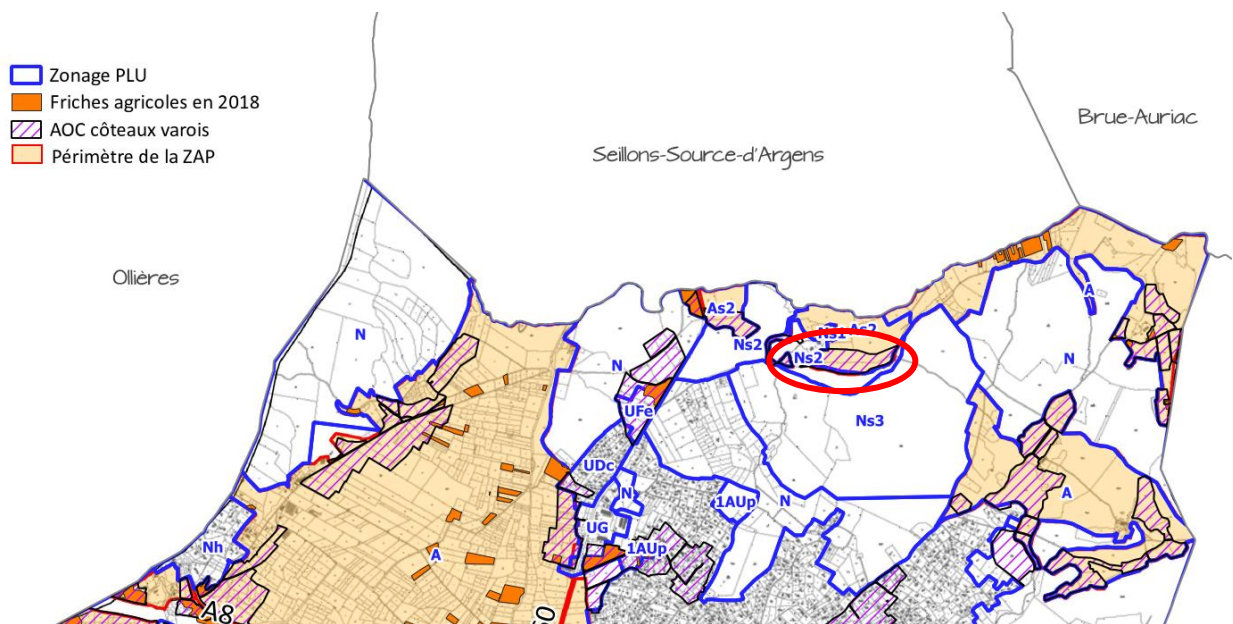 Zonage PLU
Friches agricoles en 2018
AOC côteaux varois
Périmètre de la ZAP
Brue-Auriac
Seillons-Source-d'Argens
Ollières
A
As2
Ns1 As2
N
Ns2
Ns2
N
N
UFe
Ns3
UDc
N
1AUp
N
A
UG
Nh
A
1AUp
A8